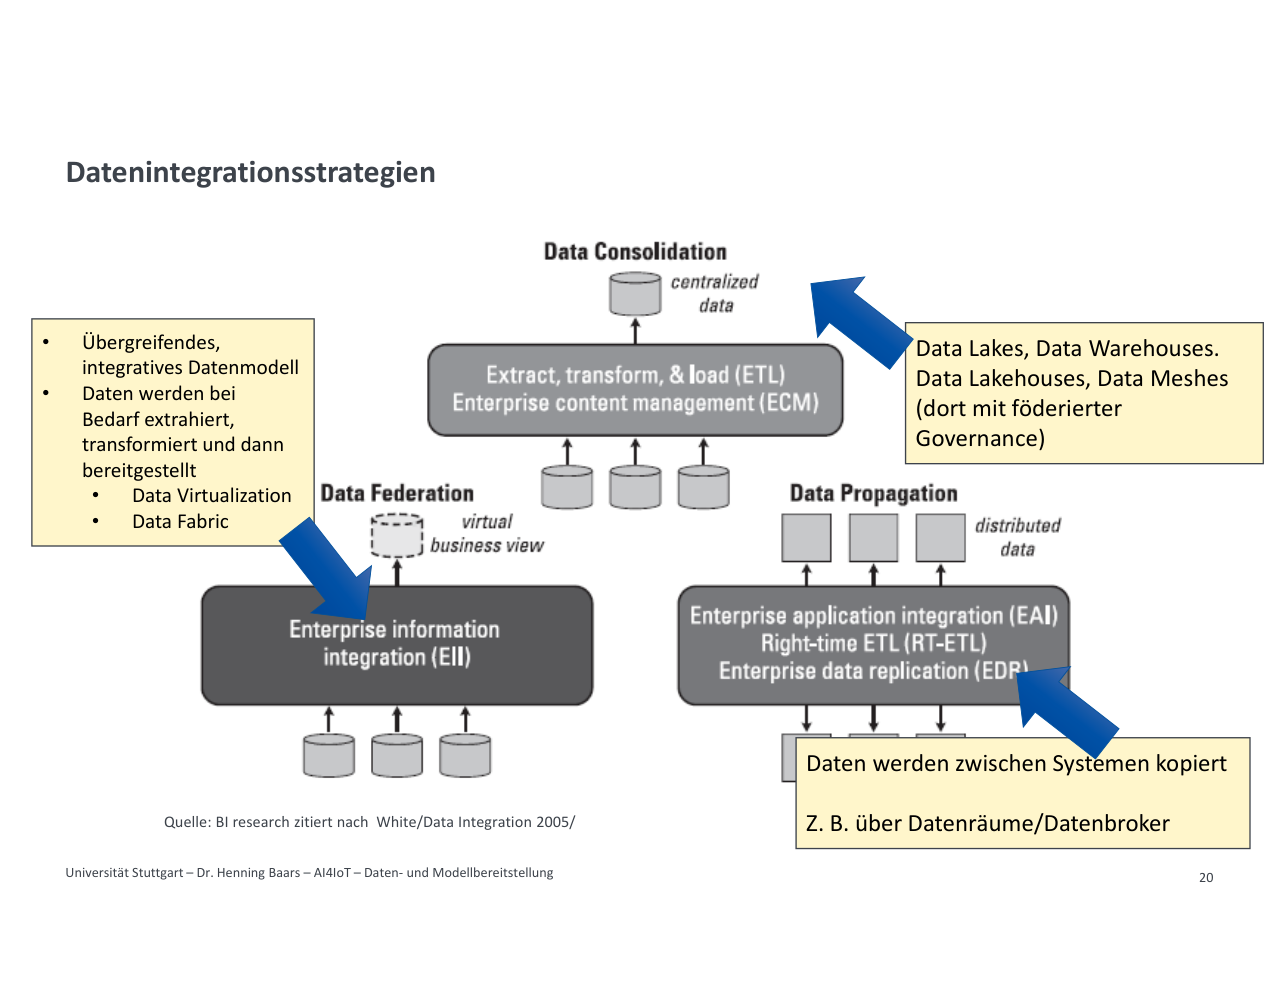 Datenintegrationsstrategien
Data Consolidation
centralized
data
Extract, transform, & load (ETL)
Enterprise content management (ECM)
Data Lakes, Data Warehouses.
Data Lakehouses, Data Meshes
(dort mit föderierter
Governance)
• Übergreifendes,
integratives Datenmodell
• Daten werden bei
Bedarf extrahiert,
transformiert und dann
bereitgestellt
• Data Virtualization
• Data Fabric
Data Federation
virtual
business view
Enterprise information
integration (EII)
Data Propagation
distributed
data
Enterprise application integration (EAI)
Right-time ETL (RT-ETL)
Enterprise data replication (EDR)
Daten werden zwischen Systemen kopiert
Z. B. über Datenräume/Datenbroker
Quelle: BI research zitiert nach White/Data Integration 2005/
Universität Stuttgart – Dr. Henning Baars – AI4IoT – Daten- und Modellbereitstellung
20